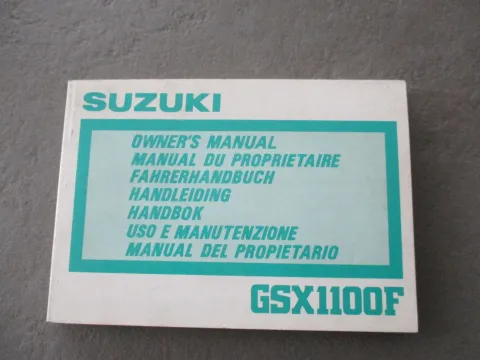 SUZUKI
OWNER'S MANUAL
MANUAL DU PROPRIETAIRE
FAHRERHANDBUCH
HANDLEIDING
HANDBOK
USO E MANUTENZIONE
MANUAL DEL PROPIETARIO
GSX1100F